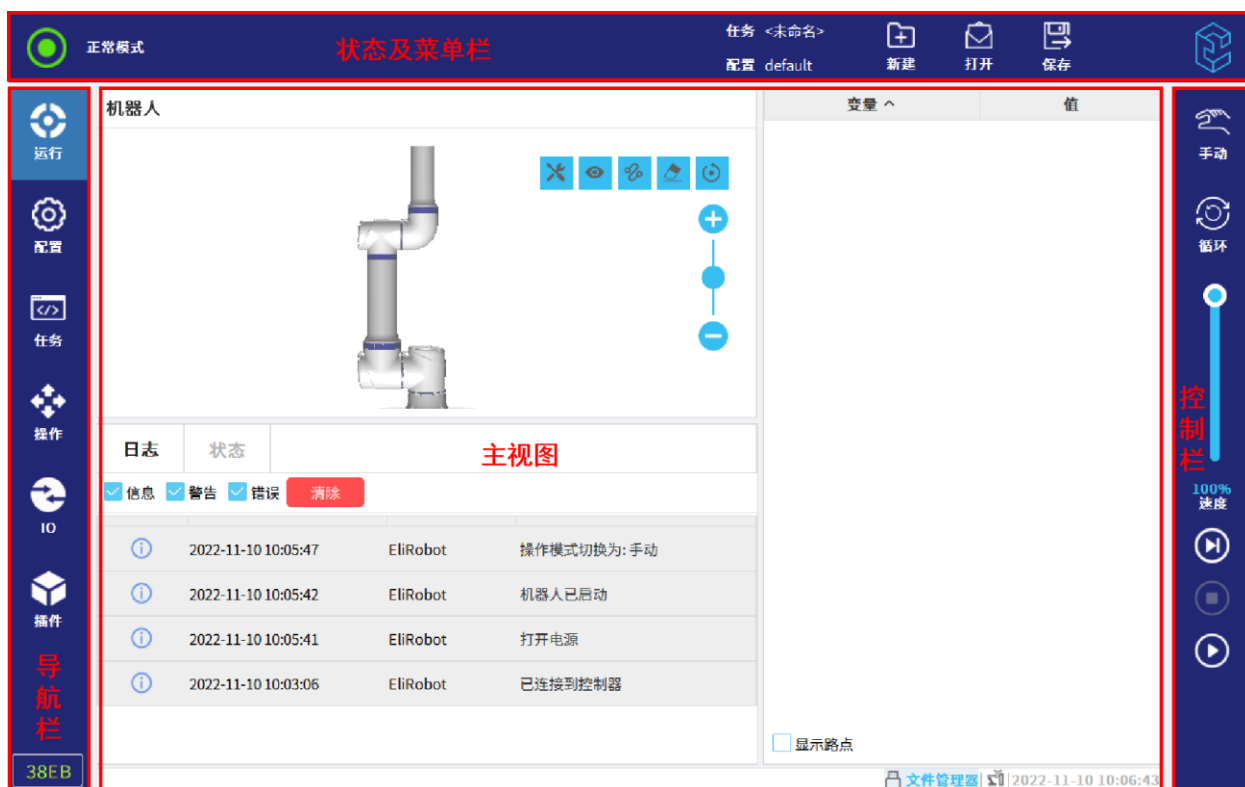 任务 <未命名>
正常模式
状态及菜单栏
配置 default
新建
打开
保存
运行
配置
任务
操作
IO
插件
导航栏
38EB
机器人
日志
状态
主视图
信息
警告
错误
清除
2022-11-10 10:05:47 EliRobot 操作模式切换为: 手动
2022-11-10 10:05:42 EliRobot 机器人已启动
2022-11-10 10:05:41 EliRobot 打开电源
2022-11-10 10:03:06 EliRobot 已连接到控制器
变量
值
显示路点
文件管理器
2022-11-10 10:06:43
手动
循环
控制栏
100%
速度